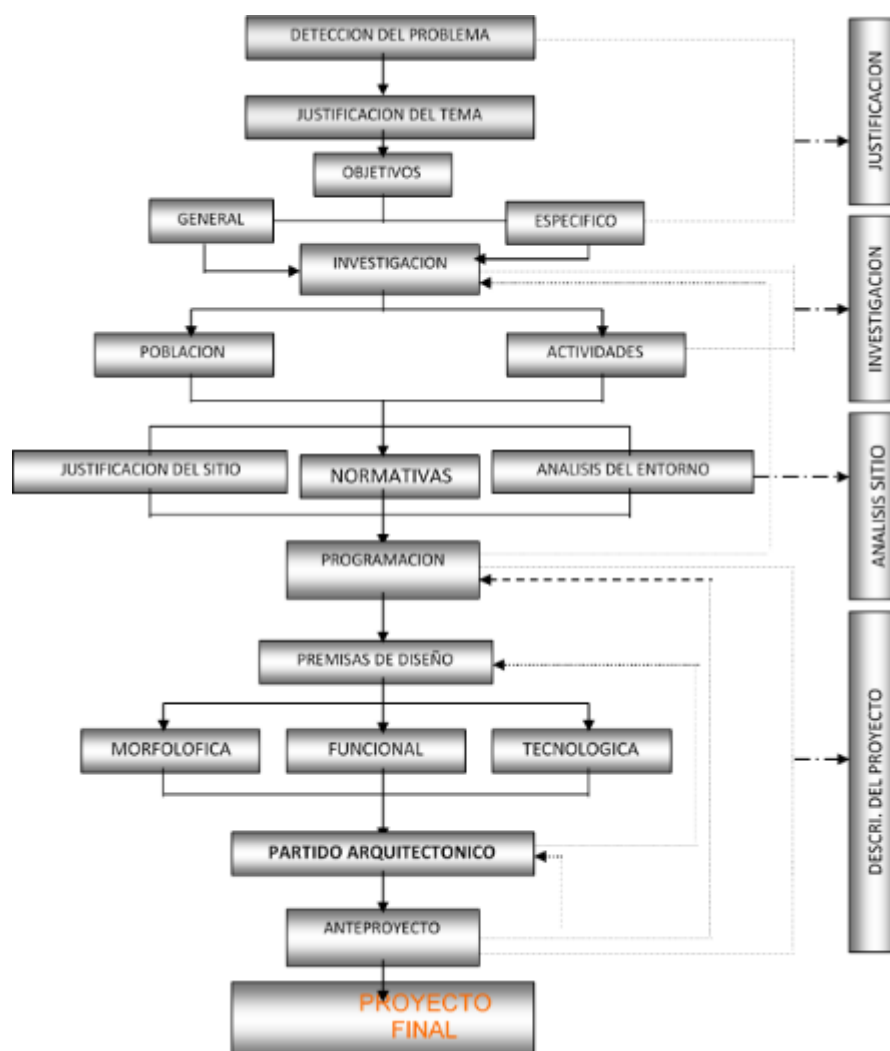 DETECCION DEL PROBLEMA
JUSTIFICACION DEL TEMA
OBJETIVOS
GENERAL
ESPECIFICO
INVESTIGACION
POBLACION
ACTIVIDADES
JUSTIFICACION DEL SITIO
NORMATIVAS
ANALISIS DEL ENTORNO
PROGRAMACION
PREMISAS DE DISEÑO
MORFOLOFICA
FUNCIONAL
TECNOLOGICA
PARTIDO ARQUITECTONICO
ANTEPROYECTO
PROYECTO
FINAL
JUSTIFICACION
INVESTIGACION
ANALISIS SITIO
DESCRI. DEL PROYECTO